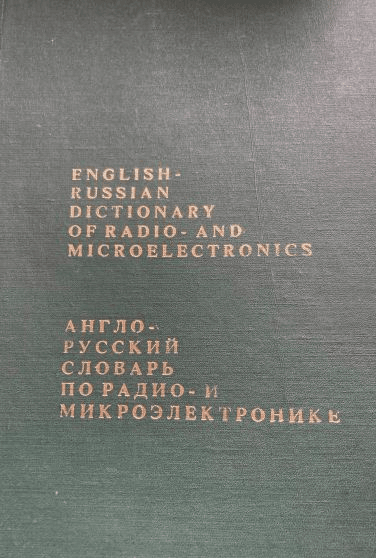 ENGLISH-
RUSSIAN
DICTIONARY
OF RADIO- AND
MICROELECTRONICS
АНГЛО-
РУССКИЙ
СЛОВАРЬ
ПО РАДИО- И
МИКРОЭЛЕКТРОНИКЕ